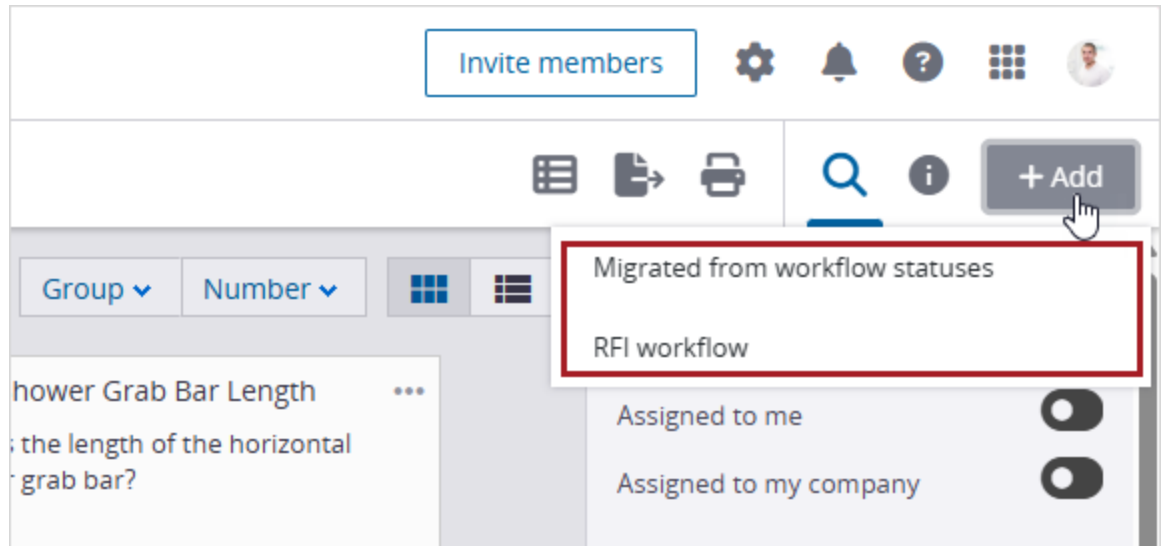 Invite members
+ Add
Migrated from workflow statuses
RFI workflow
Group
Number
hower Grab Bar Length
the length of the horizontal
grab bar?
Assigned to me
Assigned to my company